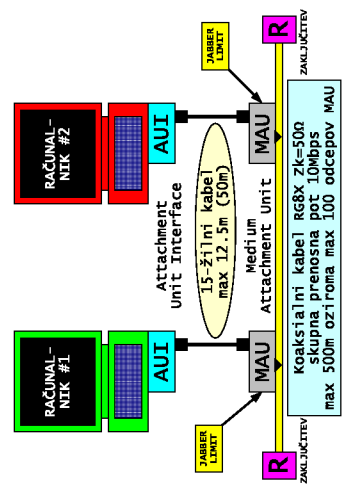 RAČUNAL-
NIK #1
RAČUNAL-
NIK #2
AUI
AUI
Attachment
Unit Interface
15-žilni kabel
max 12.5m (50m)
Medium
Attachment Unit
JABBER
LIMIT
JABBER
LIMIT
MAU
MAU
R
R
ZAKLJUČITEV
ZAKLJUČITEV
Koaksialni kabel RG8X Zk=50Ω
skupna prenosna pot 10Mbps
max 500m oziroma max 100 odcepov MAU